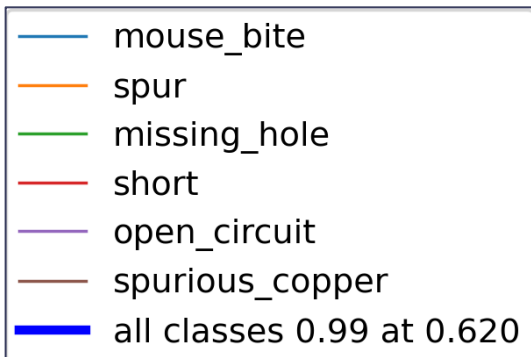 mouse_bite
spur
missing_hole
short
open_circuit
spurious_copper
all classes 0.99 at 0.620